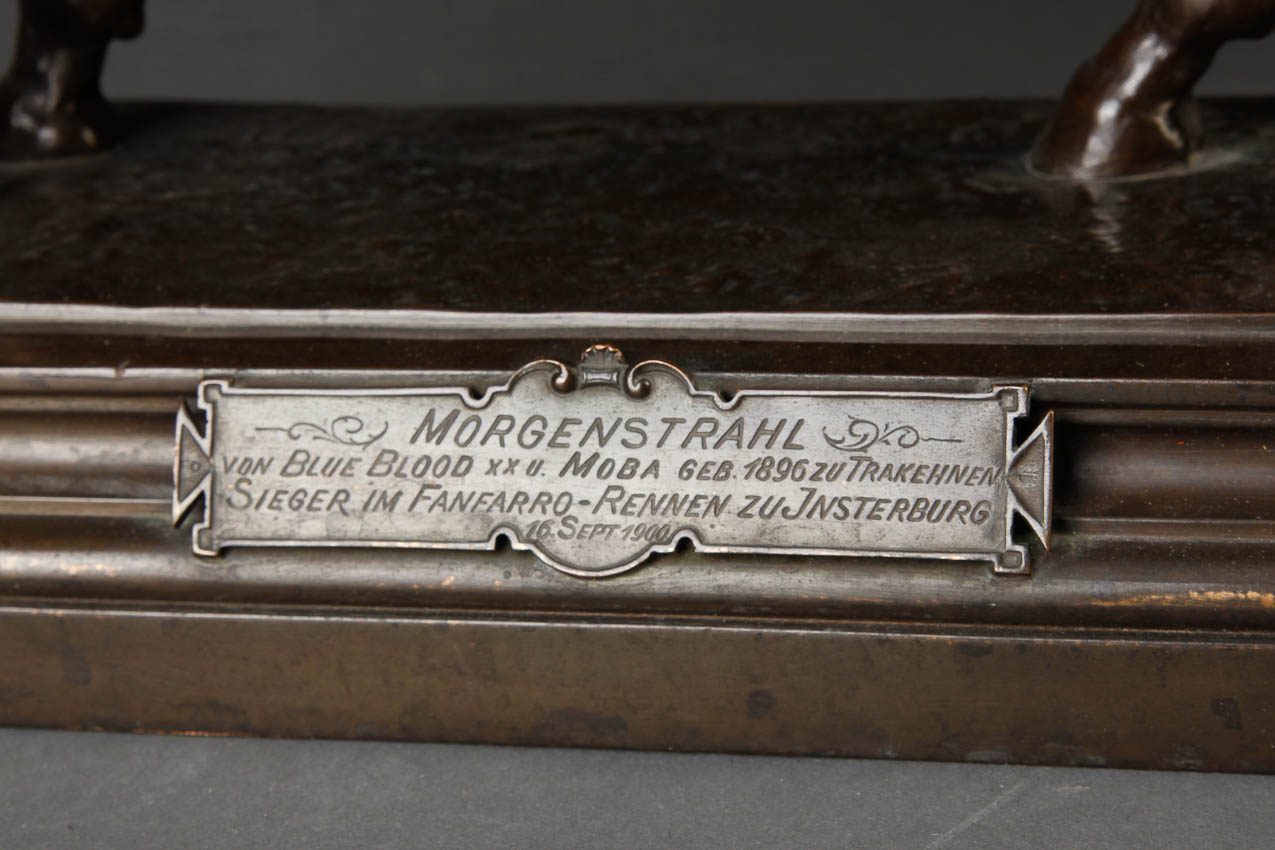 MORGENSTRAHL
VON BLUE BLOOD XX U. MOBA GEB. 1896 ZU TRAKEHNEN
SIEGER IM FANFARRO-RENNEN ZU JNSTERBURG
16. SEPT 1900